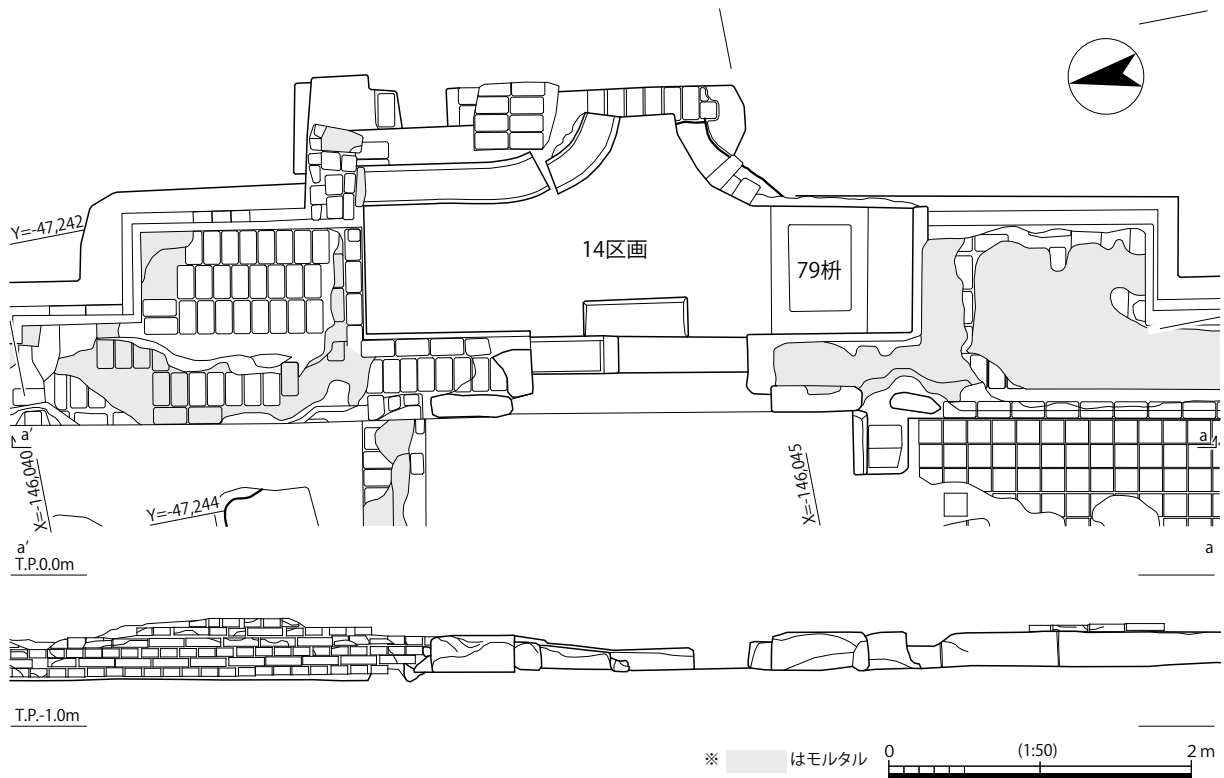 Y=-47,242
14区画
79枡
a'
a
X=-146,040
Y=-47,244
X=-146,045
a'
a
T.P.0.0m
T.P.-1.0m
※ はモルタル
0 (1:50) 2 m